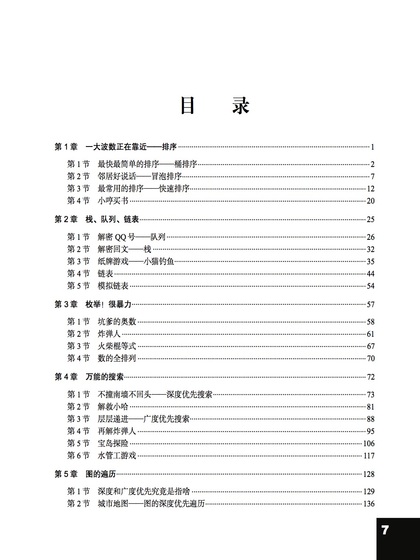 目 录
第1章 一大波数正在靠近——排序 1
第1节 最快最简单的排序——桶排序 2
第2节 邻居好说话——冒泡排序 7
第3节 最常用的排序——快速排序 12
第4节 小哼买书 20
第2章 栈、队列、链表 25
第1节 解密QQ号——队列 26
第2节 解密回文——栈 32
第3节 纸牌游戏——小猫钓鱼 35
第4节 链表 44
第5节 模拟链表 54
第3章 枚举！很暴力 57
第1节 坑爹的奥数 58
第2节 炸弹人 61
第3节 火柴棍等式 67
第4节 数的全排列 70
第4章 万能的搜索 72
第1节 不撞南墙不回头——深度优先搜索 73
第2节 解救小哈 81
第3节 层层递进——广度优先搜索 88
第4节 再解炸弹人 95
第5节 宝岛探险 106
第6节 水管工游戏 117
第5章 图的遍历 128
第1节 深度和广度优先究竟是指啥 129
第2节 城市地图——图的深度优先遍历 136
7